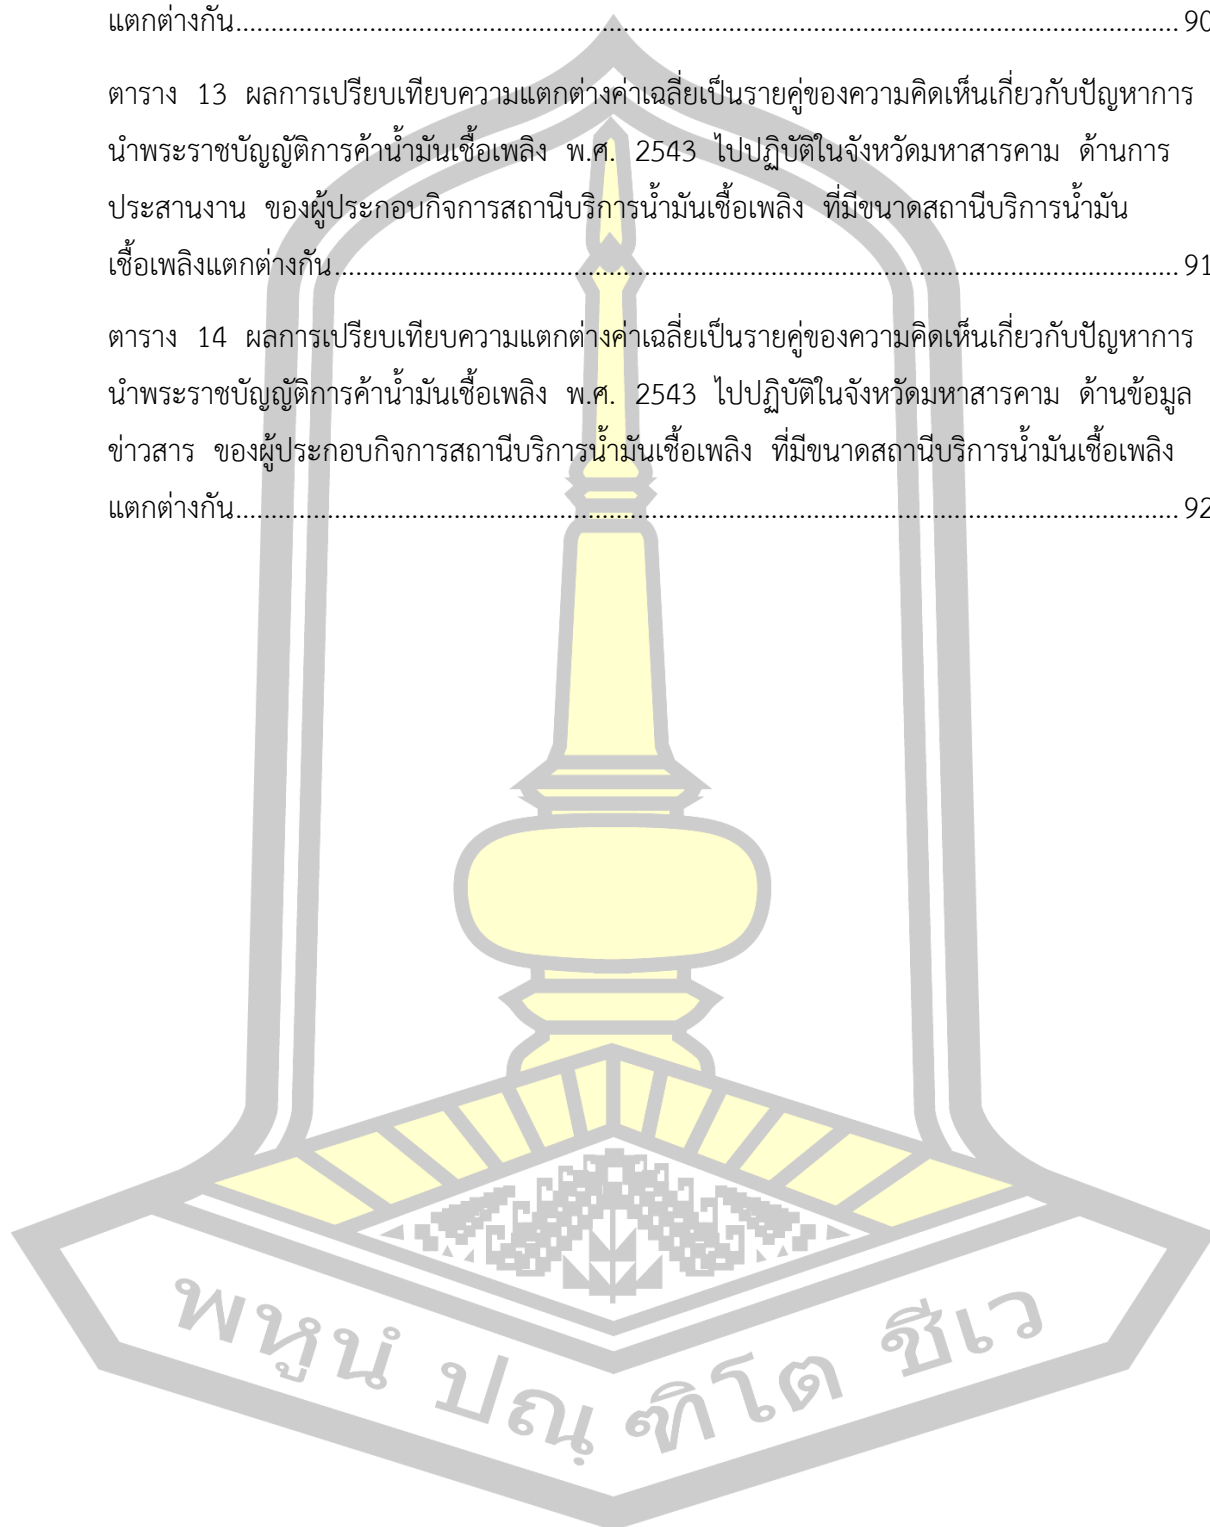 แตกต่างกัน........................................................................................................................................ 90
ตาราง 13 ผลการเปรียบเทียบความแตกต่างค่าเฉลี่ยเป็นรายคู่ของความคิดเห็นเกี่ยวกับปัญหาการ
นำพระราชบัญญัติการค้าน้ำมันเชื้อเพลิง พ.ศ. 2543 ไปปฏิบัติในจังหวัดมหาสารคาม ด้านการ
ประสานงาน ของผู้ประกอบกิจการสถานีบริการน้ำมันเชื้อเพลิง ที่มีขนาดสถานีบริการน้ำมัน
เชื้อเพลิงแตกต่างกัน.......................................................................................................................... 91
ตาราง 14 ผลการเปรียบเทียบความแตกต่างค่าเฉลี่ยเป็นรายคู่ของความคิดเห็นเกี่ยวกับปัญหาการ
นำพระราชบัญญัติการค้าน้ำมันเชื้อเพลิง พ.ศ. 2543 ไปปฏิบัติในจังหวัดมหาสารคาม ด้านข้อมูล
ข่าวสาร ของผู้ประกอบกิจการสถานีบริการน้ำมันเชื้อเพลิง ที่มีขนาดสถานีบริการน้ำมันเชื้อเพลิง
แตกต่างกัน........................................................................................................................................ 92
พหูนํ ปณฺฑิโต ชีเว